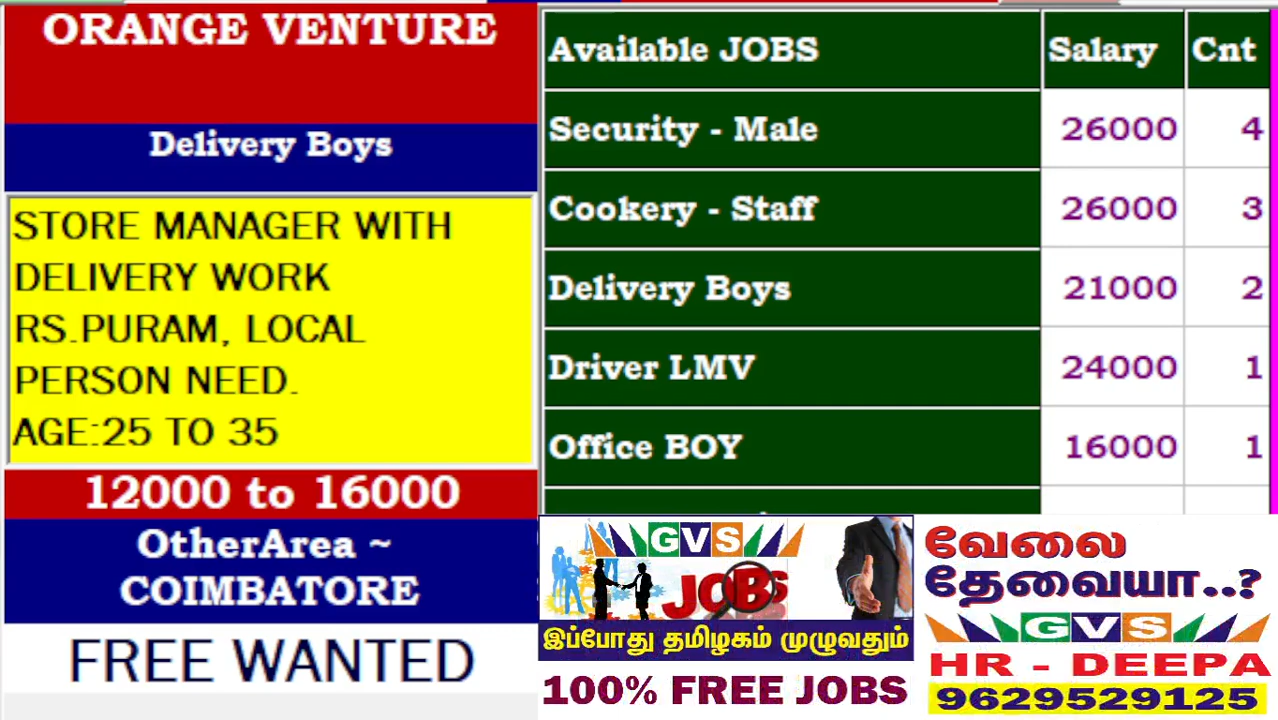 ORANGE VENTURE
Delivery Boys
STORE MANAGER WITH
DELIVERY WORK
RS.PURAM, LOCAL
PERSON NEED.
AGE:25 TO 35
12000 to 16000
OtherArea ~
COIMBATORE
FREE WANTED
Available JOBS Salary Cnt
Security - Male 26000 4
Cookery - Staff 26000 3
Delivery Boys 21000 2
Driver LMV 24000 1
Office BOY 16000 1
GVS
JOBS
இப்போது தமிழகம் முழுவதும்
100% FREE JOBS
வேலை
தேவையா..?
GVS
HR - DEEPA
9629529125